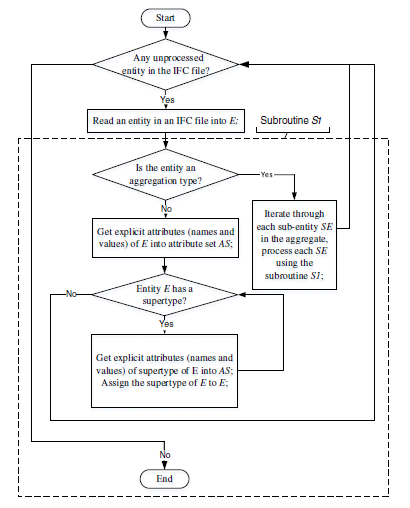 Start
Any unprocessed
entity in the IFC file?
Yes
Read an entity in an IFC file into E;
Subroutine S1
Is the entity an
aggregation type?
Yes
No
Iterate through
each sub-entity SE
in the aggregate,
process each SE
using the
subroutine S1;
Get explicit attributes (names and
values) of E into attribute set AS;
Entity E has a
supertype?
No
Yes
Get explicit attributes (names and
values) of supertype of E into AS;
Assign the supertype of E to E;
No
End